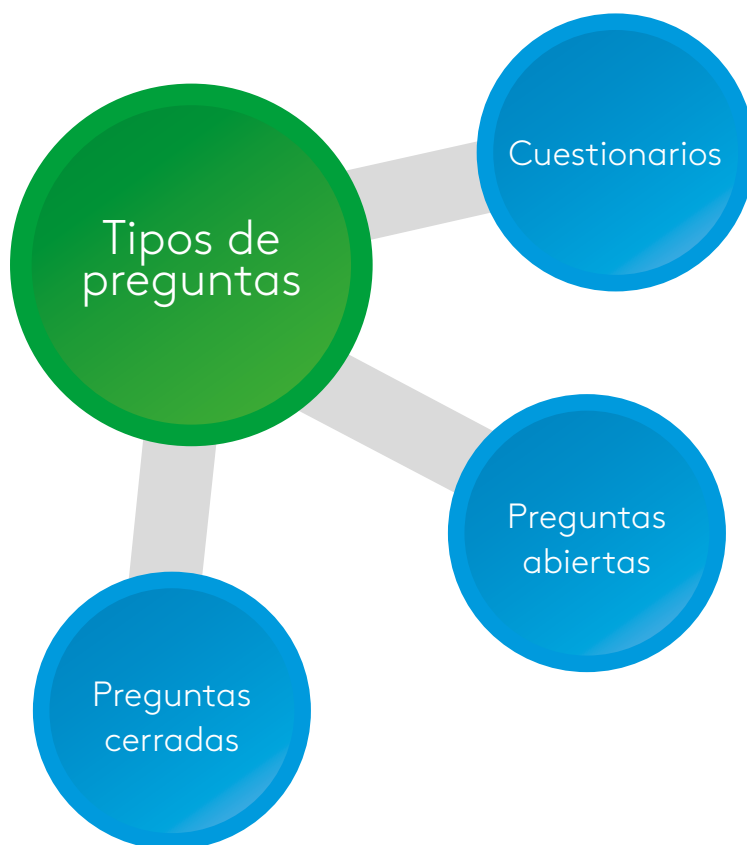 Tipos de
preguntas
Cuestionarios
Preguntas
abiertas
Preguntas
cerradas